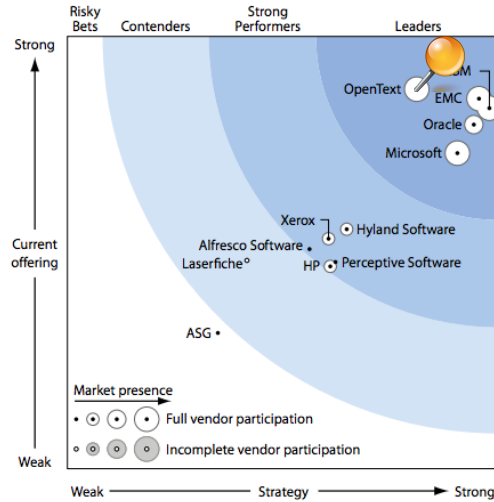 Risky
Bets
Contenders
Strong
Performers
Leaders
Strong
OpenText
EMC
Oracle
Microsoft
Xerox
Hyland Software
Alfresco Software
Current
offering
Laserfiche
HP
Perceptive Software
ASG
Market presence
Full vendor participation
Incomplete vendor participation
Weak
Weak
Strategy
Strong